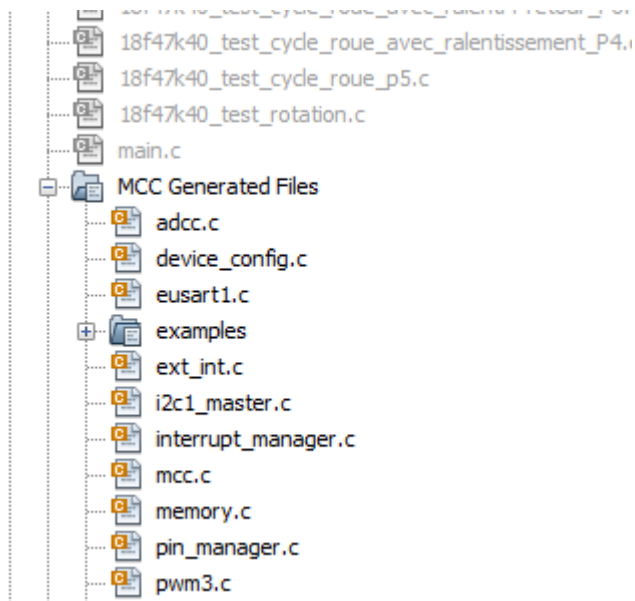 18f47k40_test_cycle_roue_avec_ralentissement_P4.c
18f47k40_test_cycle_roue_p5.c
18f47k40_test_rotation.c
main.c
MCC Generated Files
adcc.c
device_config.c
eusart1.c
examples
ext_int.c
i2c1_master.c
interrupt_manager.c
mcc.c
memory.c
pin_manager.c
pwm3.c